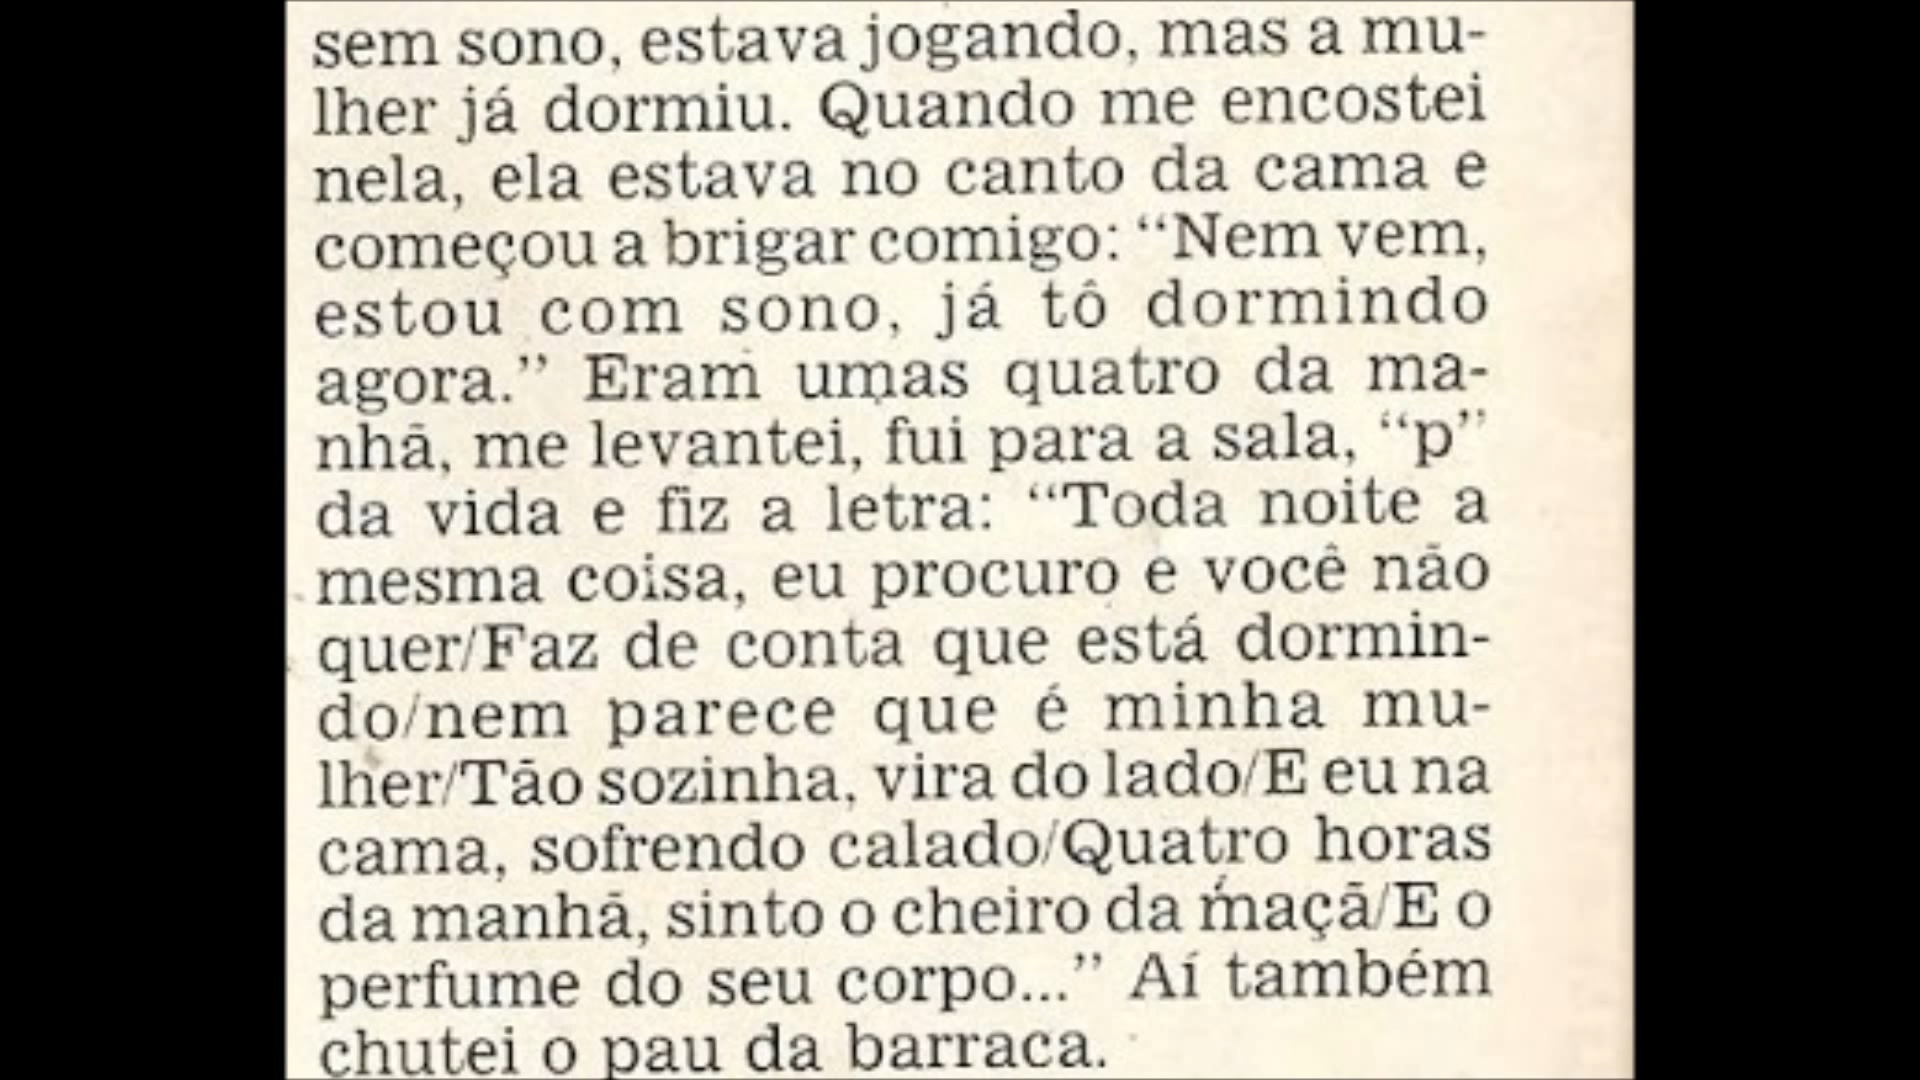 sem sono, estava jogando, mas a mu-
lher já dormiu. Quando me encostei
nela, ela estava no canto da cama e
começou a brigar comigo: “Nem vem,
estou com sono, já tô dormindo
agora.” Eram umas quatro da ma-
nhã, me levantei, fui para a sala, “p”
da vida e fiz a letra: “Toda noite a
mesma coisa, eu procuro e você não
quer/Faz de conta que está dormin-
do/nem parece que é minha mu-
lher/Tão sozinha, vira do lado/E eu na
cama, sofrendo calado/Quatro horas
da manhã, sinto o cheiro da maçã/E o
perfume do seu corpo...” Aí também
chutei o pau da barraca.